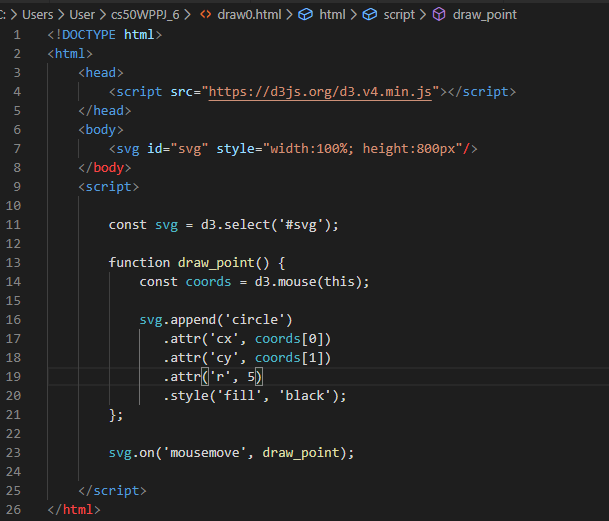 C: > Users > User > cs50WPPJ_6 > <> draw0.html > html > script > draw_point
1 <!DOCTYPE html>
2 <html>
3     <head>
4         <script src="https://d3js.org/d3.v4.min.js"></script>
5     </head>
6     <body>
7         <svg id="svg" style="width:100%; height:800px"/>
8     </body>
9     <script>
10
11         const svg = d3.select('#svg');
12
13         function draw_point() {
14             const coords = d3.mouse(this);
15
16             svg.append('circle')
17                .attr('cx', coords[0])
18                .attr('cy', coords[1])
19                .attr('r', 5)
20                .style('fill', 'black');
21         };
22
23         svg.on('mousemove', draw_point);
24
25     </script>
26 </html>